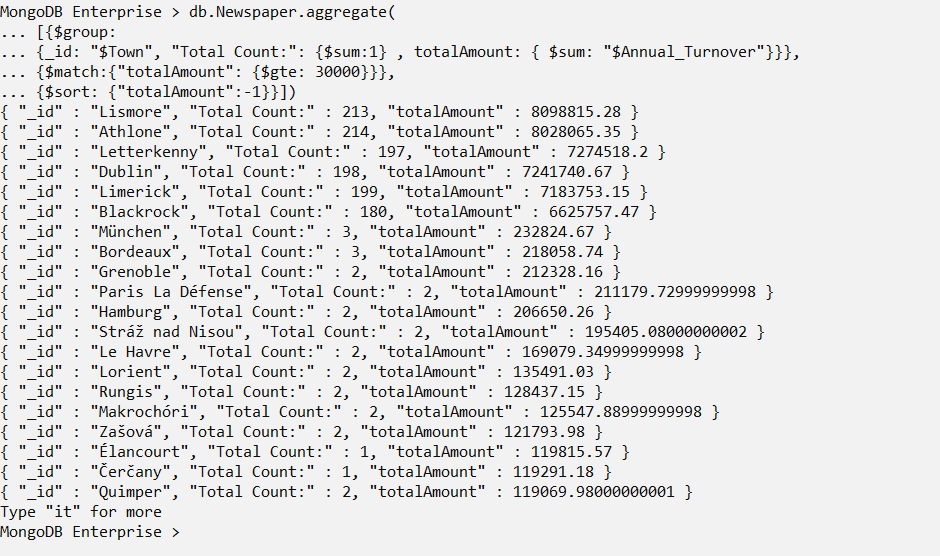 MongoDB Enterprise > db.Newspaper.aggregate(
... [{$group:
... {_id: "$Town", "Total Count:": {$sum:1} , totalAmount: { $sum: "$Annual_Turnover"}}},
... {$match:{"totalAmount": {$gte: 30000}}},
... {$sort: {"totalAmount":-1}}])
{ "_id" : "Lismore", "Total Count:" : 213, "totalAmount" : 8098815.28 }
{ "_id" : "Athlone", "Total Count:" : 214, "totalAmount" : 8028065.35 }
{ "_id" : "Letterkenny", "Total Count:" : 197, "totalAmount" : 7274518.2 }
{ "_id" : "Dublin", "Total Count:" : 198, "totalAmount" : 7241740.67 }
{ "_id" : "Limerick", "Total Count:" : 199, "totalAmount" : 7183753.15 }
{ "_id" : "Blackrock", "Total Count:" : 180, "totalAmount" : 6625757.47 }
{ "_id" : "München", "Total Count:" : 3, "totalAmount" : 232824.67 }
{ "_id" : "Bordeaux", "Total Count:" : 3, "totalAmount" : 218058.74 }
{ "_id" : "Grenoble", "Total Count:" : 2, "totalAmount" : 212328.16 }
{ "_id" : "Paris La Défense", "Total Count:" : 2, "totalAmount" : 211179.72999999998 }
{ "_id" : "Hamburg", "Total Count:" : 2, "totalAmount" : 206650.26 }
{ "_id" : "Stráž nad Nisou", "Total Count:" : 2, "totalAmount" : 195405.08000000002 }
{ "_id" : "Le Havre", "Total Count:" : 2, "totalAmount" : 169079.34999999998 }
{ "_id" : "Lorient", "Total Count:" : 2, "totalAmount" : 135491.03 }
{ "_id" : "Rungis", "Total Count:" : 2, "totalAmount" : 128437.15 }
{ "_id" : "Makrochóri", "Total Count:" : 2, "totalAmount" : 125547.88999999998 }
{ "_id" : "Zašová", "Total Count:" : 2, "totalAmount" : 121793.98 }
{ "_id" : "Élancourt", "Total Count:" : 1, "totalAmount" : 119815.57 }
{ "_id" : "Čerčany", "Total Count:" : 1, "totalAmount" : 119291.18 }
{ "_id" : "Quimper", "Total Count:" : 2, "totalAmount" : 119069.98000000001 }
Type "it" for more
MongoDB Enterprise >